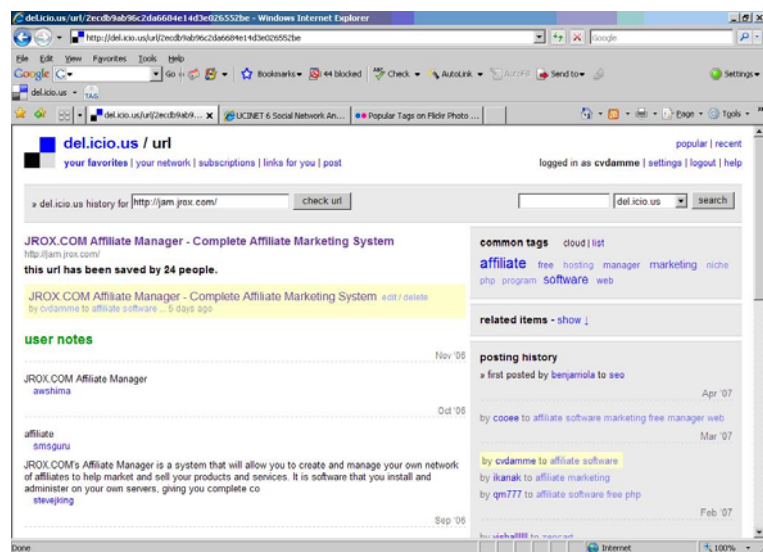 del.icio.us/url/2ecdb9ab96c2da6684e14d3e026552be - Windows Internet Explorer
http://del.icio.us/url/2ecdb9ab96c2da6684e14d3e026552be
Google
File Edit View Favorites Tools Help
Google Go Bookmarks 44 blocked Check AutoLink AutoFill Send to Settings
del.icio.us TAG
del.icio.us/url/2ecdb9ab9... UCINET 6 Social Network An... Popular Tags on Flickr Photo ... Page Tools
del.icio.us / url
popular | recent
your favorites | your network | subscriptions | links for you | post
logged in as cvdamme | settings | logout | help
» del.icio.us history for http://jam.jrox.com/ check url
del.icio.us search
JROX.COM Affiliate Manager - Complete Affiliate Marketing System
http://jam.jrox.com/
this url has been saved by 24 people.
JROX.COM Affiliate Manager - Complete Affiliate Marketing System edit / delete
by cvdamme to affiliate software ... 5 days ago
user notes
Nov '06
JROX.COM Affiliate Manager
awshima
Oct '06
affiliate
smsguru
JROX.COM's Affiliate Manager is a system that will allow you to create and manage your own network
of affiliates to help market and sell your products and services. It is software that you install and
administer on your own servers, giving you complete co
stevejking
Sep '06
common tags cloud | list
affiliate free hosting manager marketing niche
php program software web
related items - show ↓
posting history
» first posted by benjarriola to seo
Apr '07
by cooee to affiliate software marketing free manager web
Mar '07
by cvdamme to affiliate software
by ikanak to affiliate marketing
by qm777 to affiliate software free php
Feb '07
to zencart
Done
Internet
100%